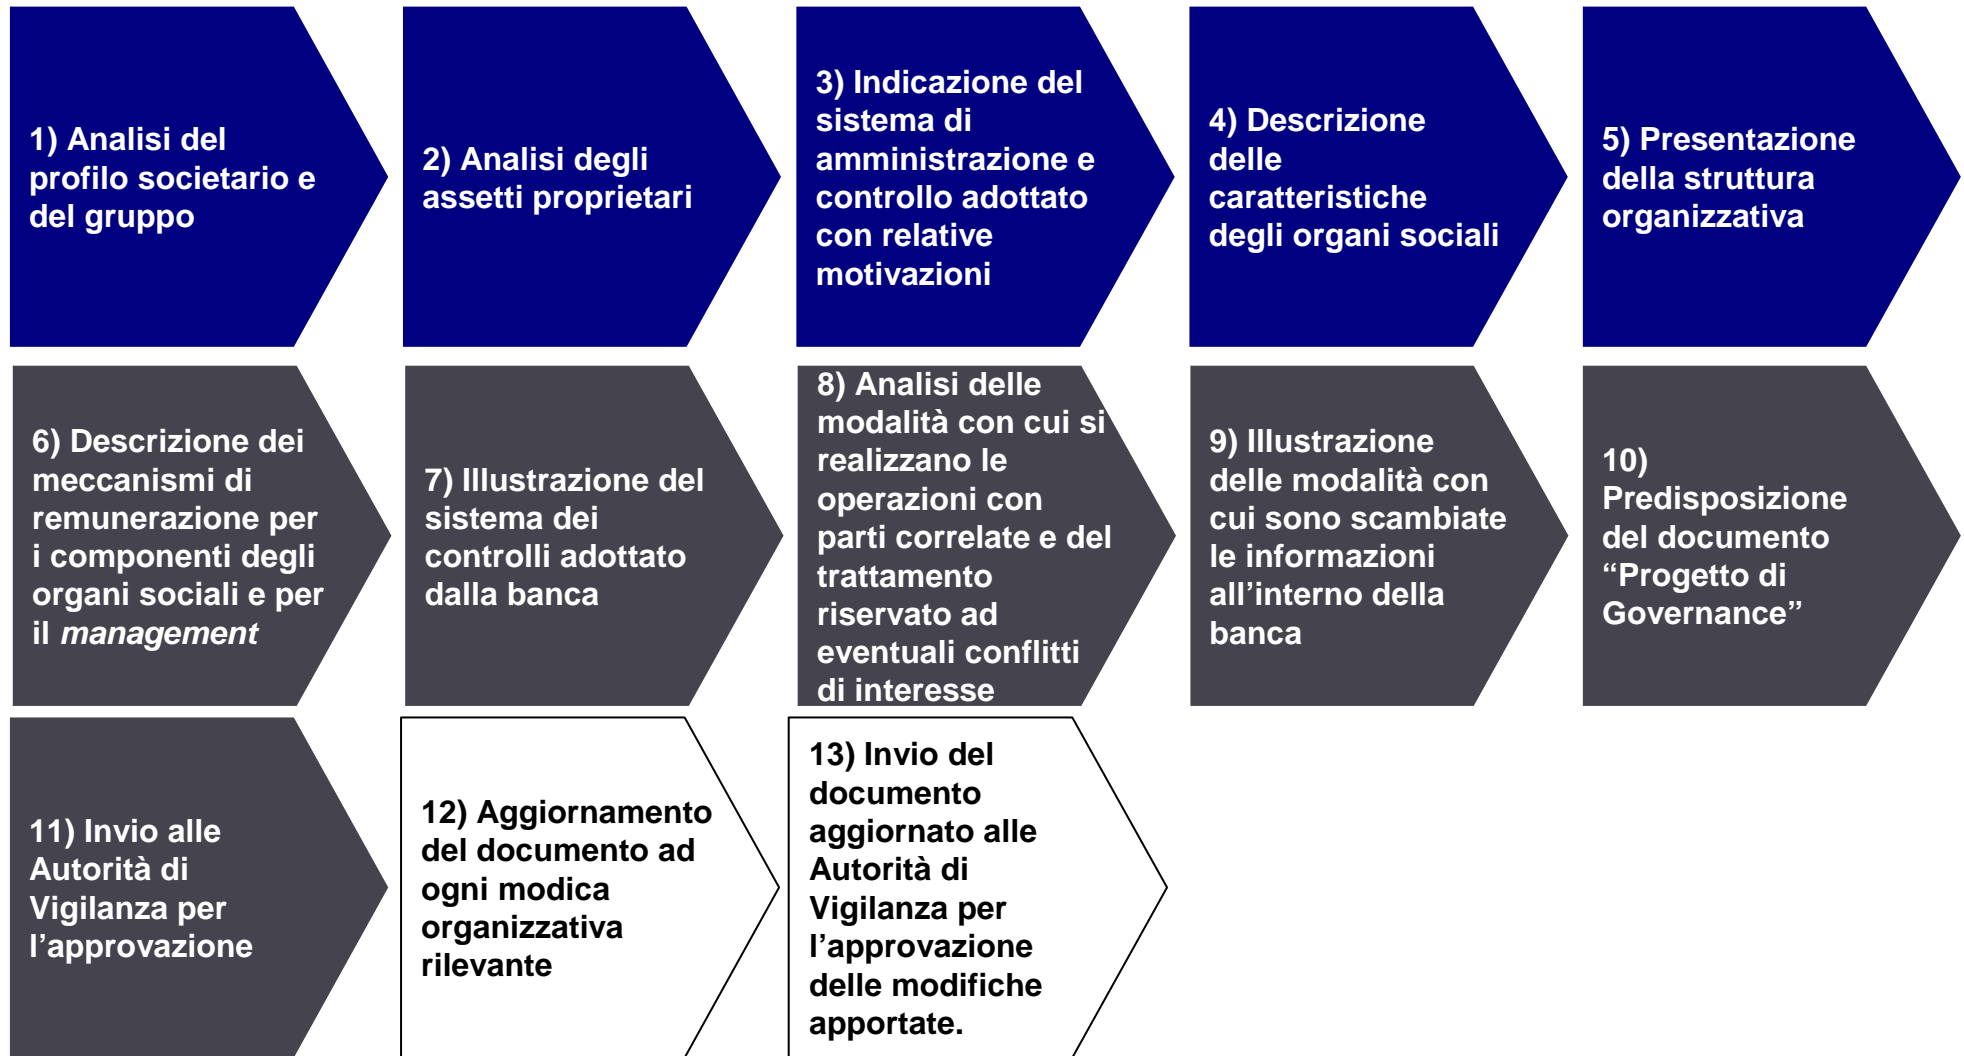 1) Analisi del
profilo societario e
del gruppo
2) Analisi degli
assetti proprietari
3) Indicazione del
sistema di
amministrazione e
controllo adottato
con relative
motivazioni
4) Descrizione
delle
caratteristiche
degli organi sociali
5) Presentazione
della struttura
organizzativa
6) Descrizione dei
meccanismi di
remunerazione per
i componenti degli
organi sociali e per
il management
7) Illustrazione del
sistema dei
controlli adottato
dalla banca
8) Analisi delle
modalità con cui si
realizzano le
operazioni con
parti correlate e del
trattamento
riservato ad
eventuali conflitti
di interesse
9) Illustrazione
delle modalità con
cui sono scambiate
le informazioni
all’interno della
banca
10)
Predisposizione
del documento
“Progetto di
Governance”
11) Invio alle
Autorità di
Vigilanza per
l’approvazione
12) Aggiornamento
del documento ad
ogni modica
organizzativa
rilevante
13) Invio del
documento
aggiornato alle
Autorità di
Vigilanza per
l’approvazione
delle modifiche
apportate.